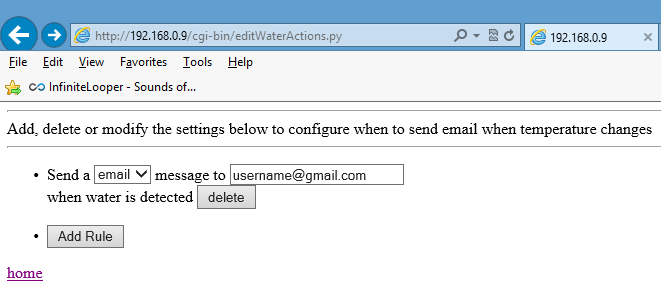 http://192.168.0.9/cgi-bin/editWaterActions.py 192.168.0.9
File Edit View Favorites Tools Help
InfiniteLooper - Sounds of...
Add, delete or modify the settings below to configure when to send email when temperature changes
• Send a email message to username@gmail.com
when water is detected delete
• Add Rule
home